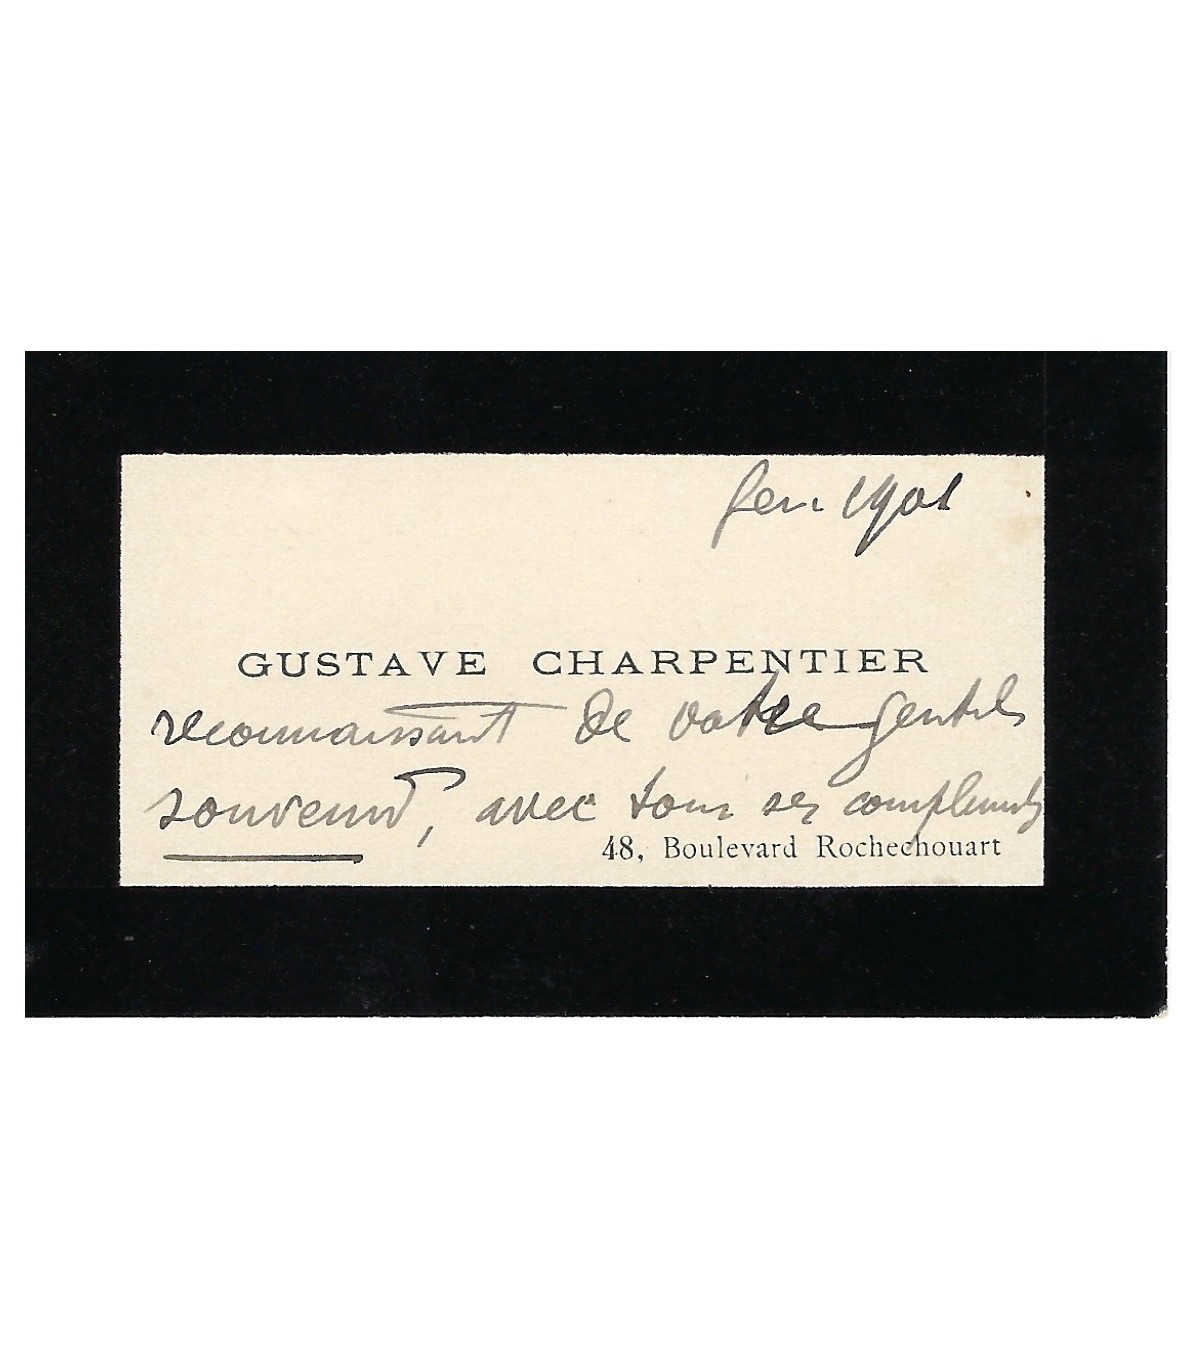 fev. 1901
GUSTAVE CHARPENTIER
reconnaissant de votre gentil
souvenir, avec tous ses compliments
48, Boulevard Rochechouart